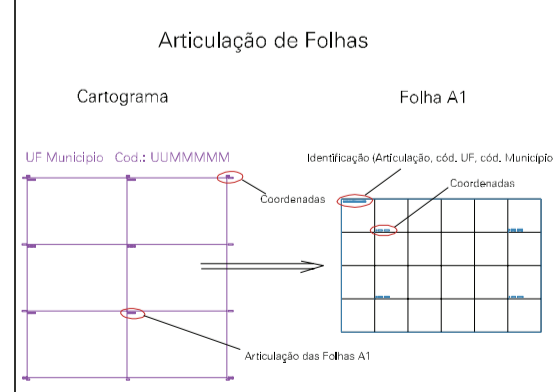 Articulação de Folhas
Cartograma
Folha A1
UF Municipio Cod.: UUMMMMM
Identificação (Articulação, cód. UF, cód. Município
Coordenadas
Coordenadas
Articulação das Folhas A1